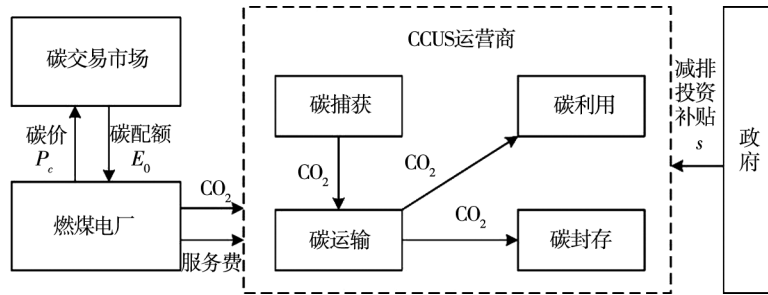 碳交易市场
碳价
P_c
碳配额
E_0
燃煤电厂
CO_2
服务费
CCUS运营商
碳捕获
碳利用
CO_2
CO_2
碳运输
CO_2
碳封存
减排
投资
补贴
s
政
府